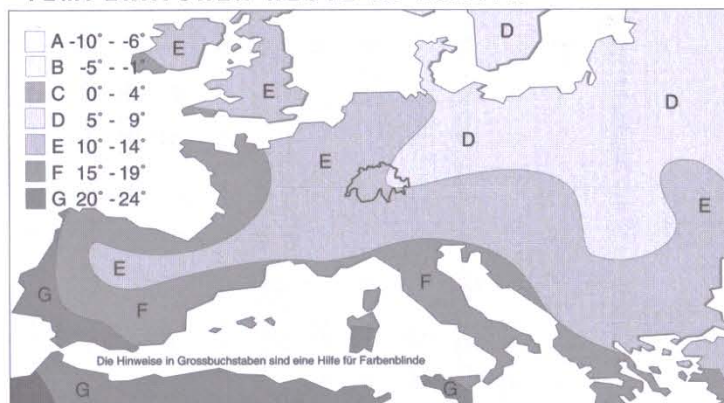 A -10° - -6°
B -5° - -1°
C 0° - 4°
D 5° - 9°
E 10° - 14°
F 15° - 19°
G 20° - 24°
E
D
E
D
D
E
E
E
F
G
F
Die Hinweise in Grossbuchstaben sind eine Hilfe für Farbenblinde
G
G